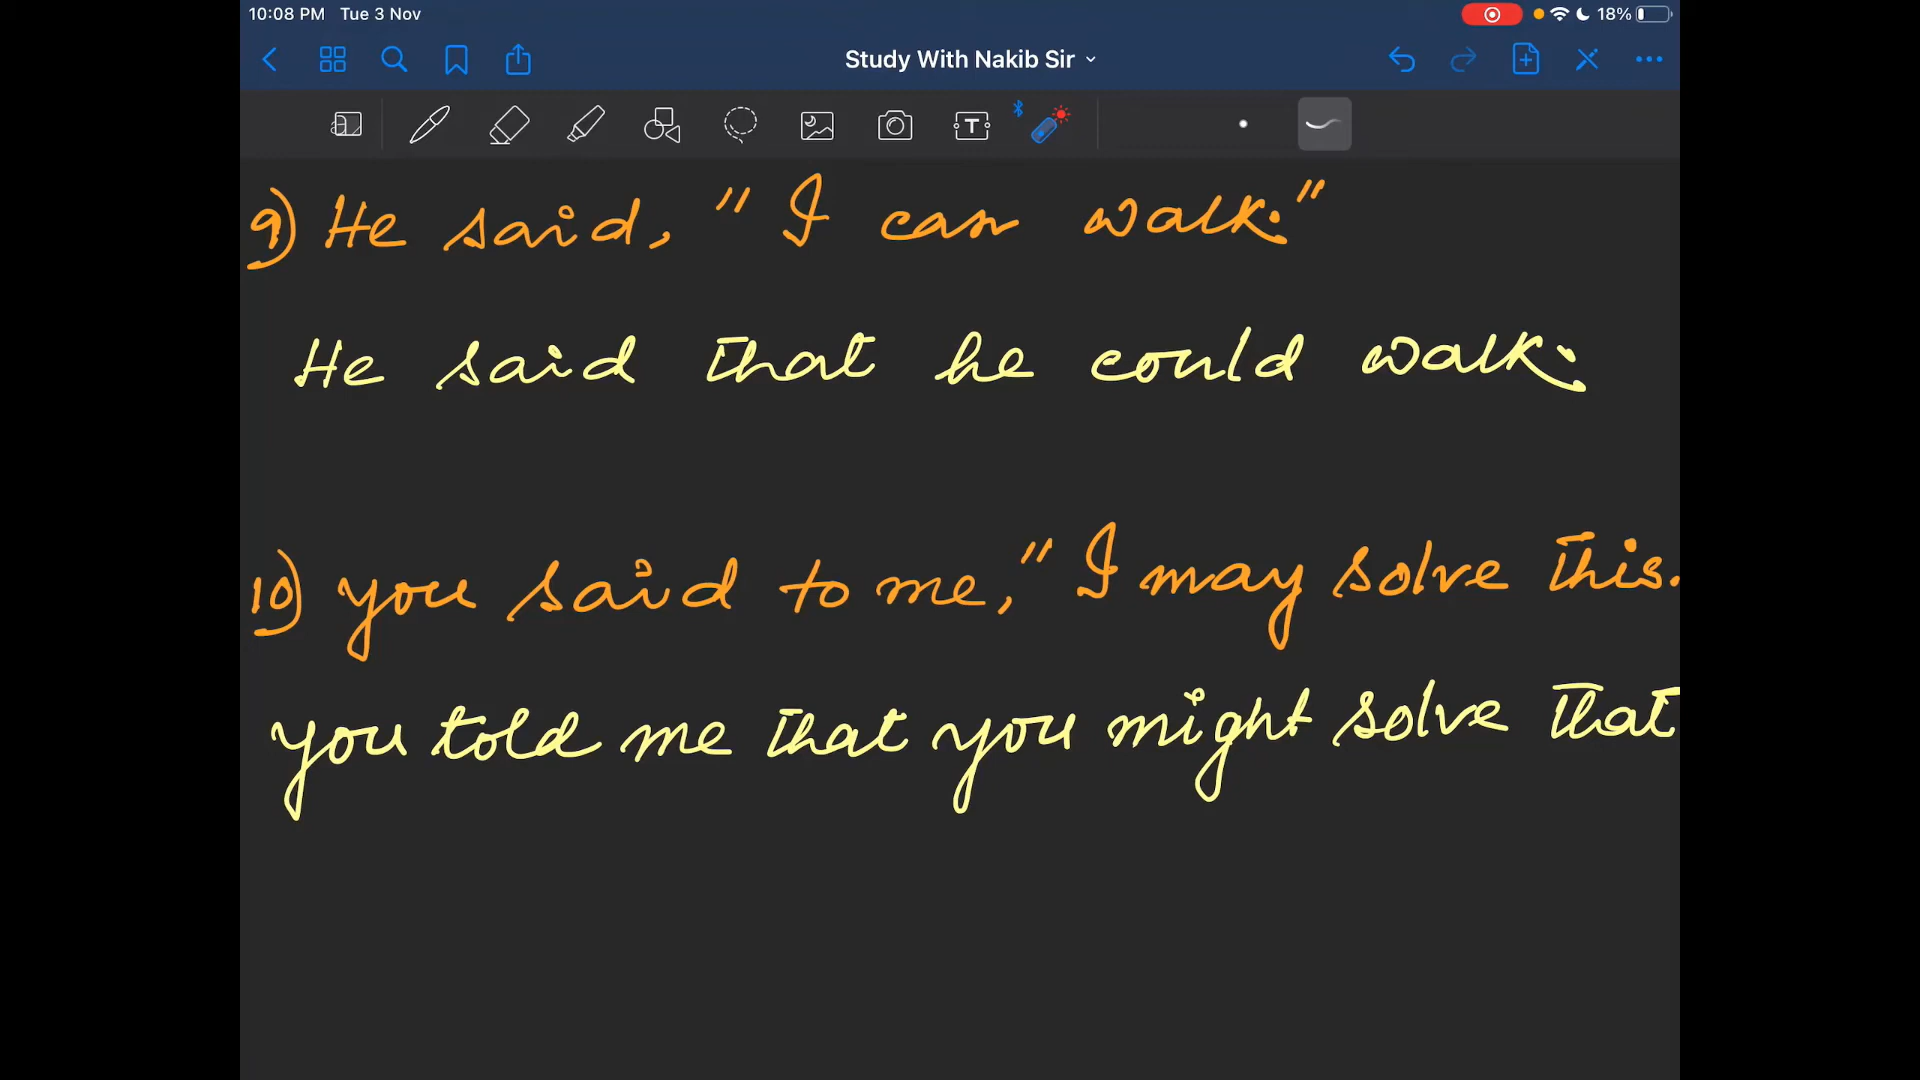 10:08 PM Tue 3 Nov
18%
Study With Nakib Sir
T
9) He said, "I can walk."
He said that he could walk.
10) you said to me, "I may solve this.
you told me that you might solve that